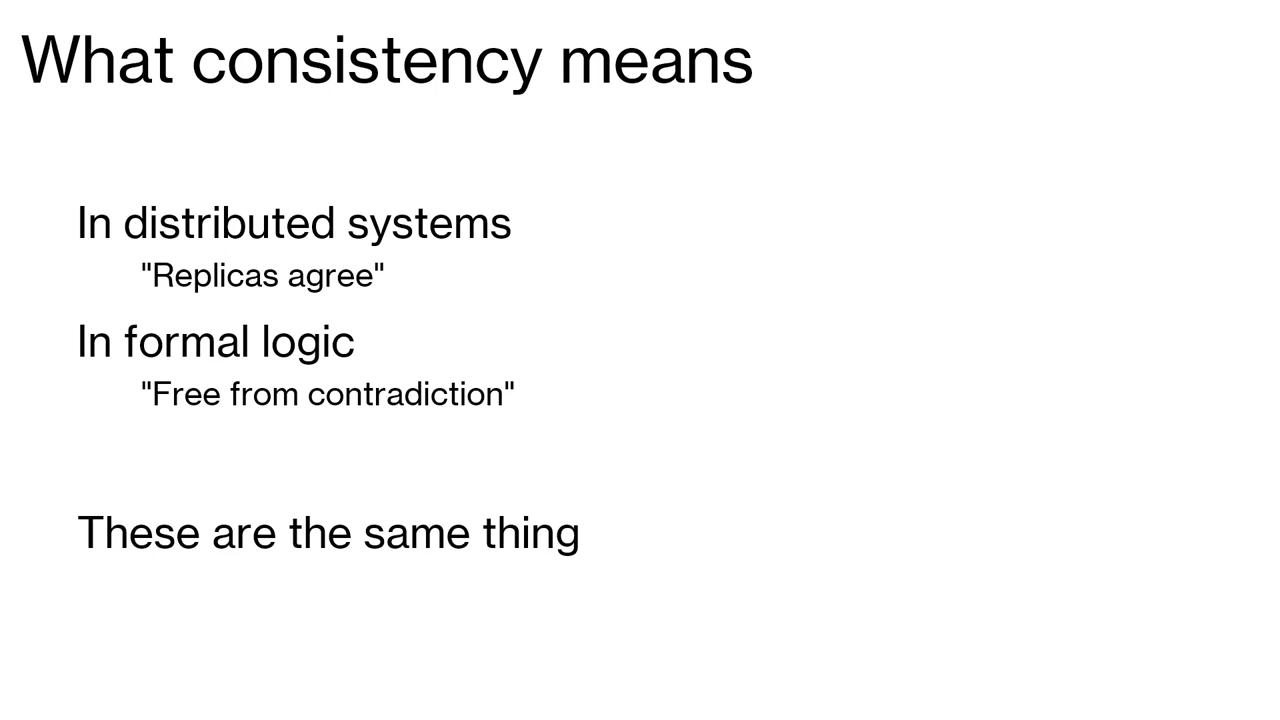 What consistency means
In distributed systems
"Replicas agree"
In formal logic
"Free from contradiction"
These are the same thing